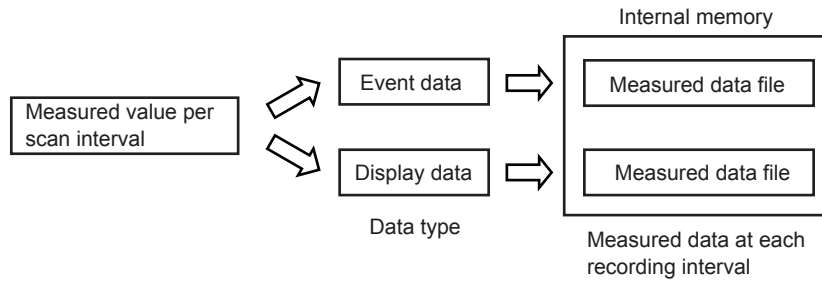 Internal memory
Measured value per
scan interval
Event data
Measured data file
Display data
Measured data file
Data type
Measured data at each
recording interval